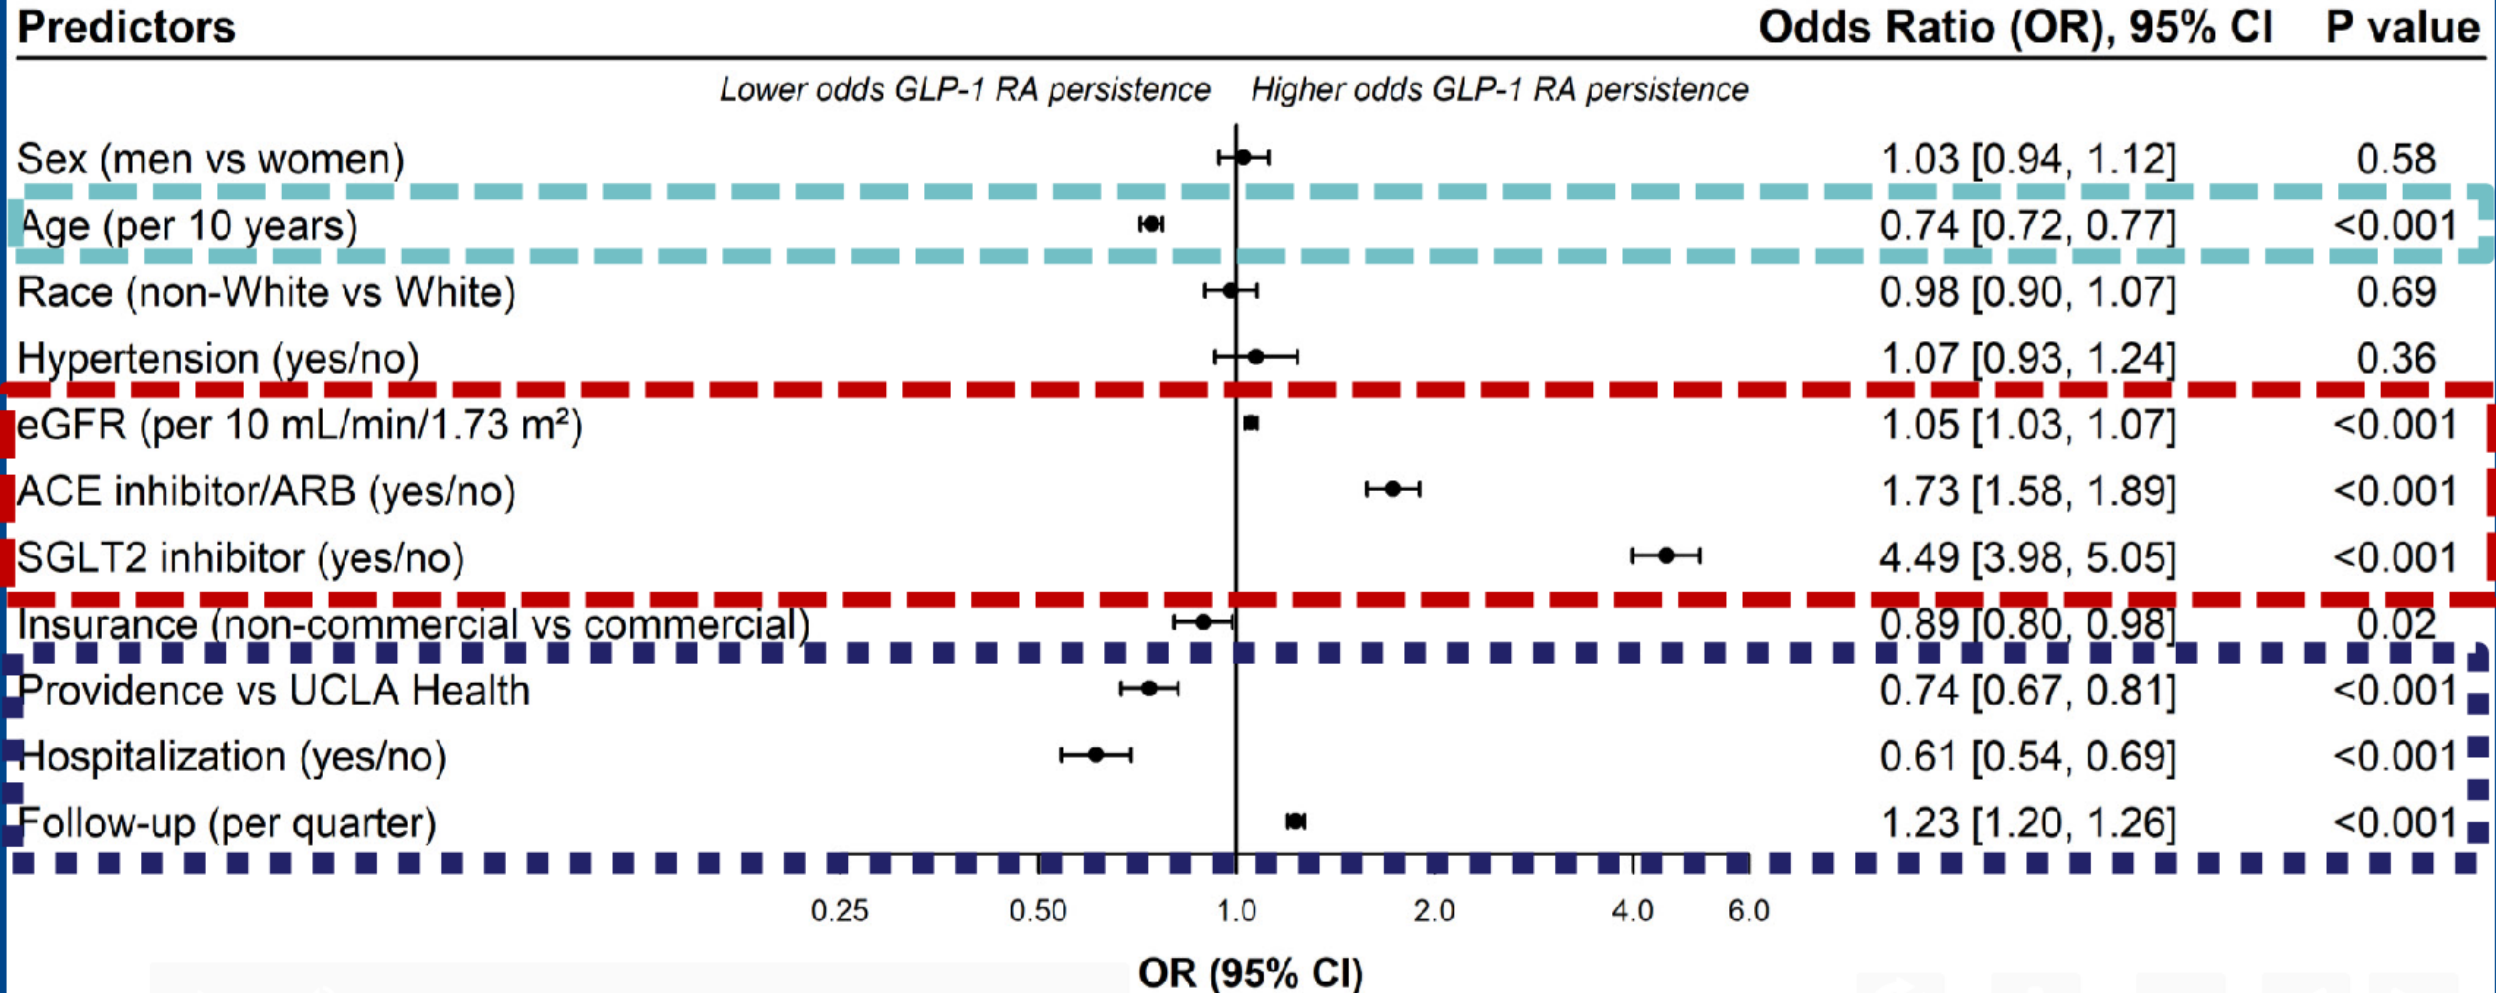 Predictors Odds Ratio (OR), 95% CI P value
Lower odds GLP-1 RA persistence Higher odds GLP-1 RA persistence
Sex (men vs women) 1.03 [0.94, 1.12] 0.58
Age (per 10 years) 0.74 [0.72, 0.77] <0.001
Race (non-White vs White) 0.98 [0.90, 1.07] 0.69
Hypertension (yes/no) 1.07 [0.93, 1.24] 0.36
eGFR (per 10 mL/min/1.73 m²) 1.05 [1.03, 1.07] <0.001
ACE inhibitor/ARB (yes/no) 1.73 [1.58, 1.89] <0.001
SGLT2 inhibitor (yes/no) 4.49 [3.98, 5.05] <0.001
Insurance (non-commercial vs commercial) 0.89 [0.80, 0.98] 0.02
Providence vs UCLA Health 0.74 [0.67, 0.81] <0.001
Hospitalization (yes/no) 0.61 [0.54, 0.69] <0.001
Follow-up (per quarter) 1.23 [1.20, 1.26] <0.001
0.25 0.50 1.0 2.0 4.0 6.0
OR (95% CI)